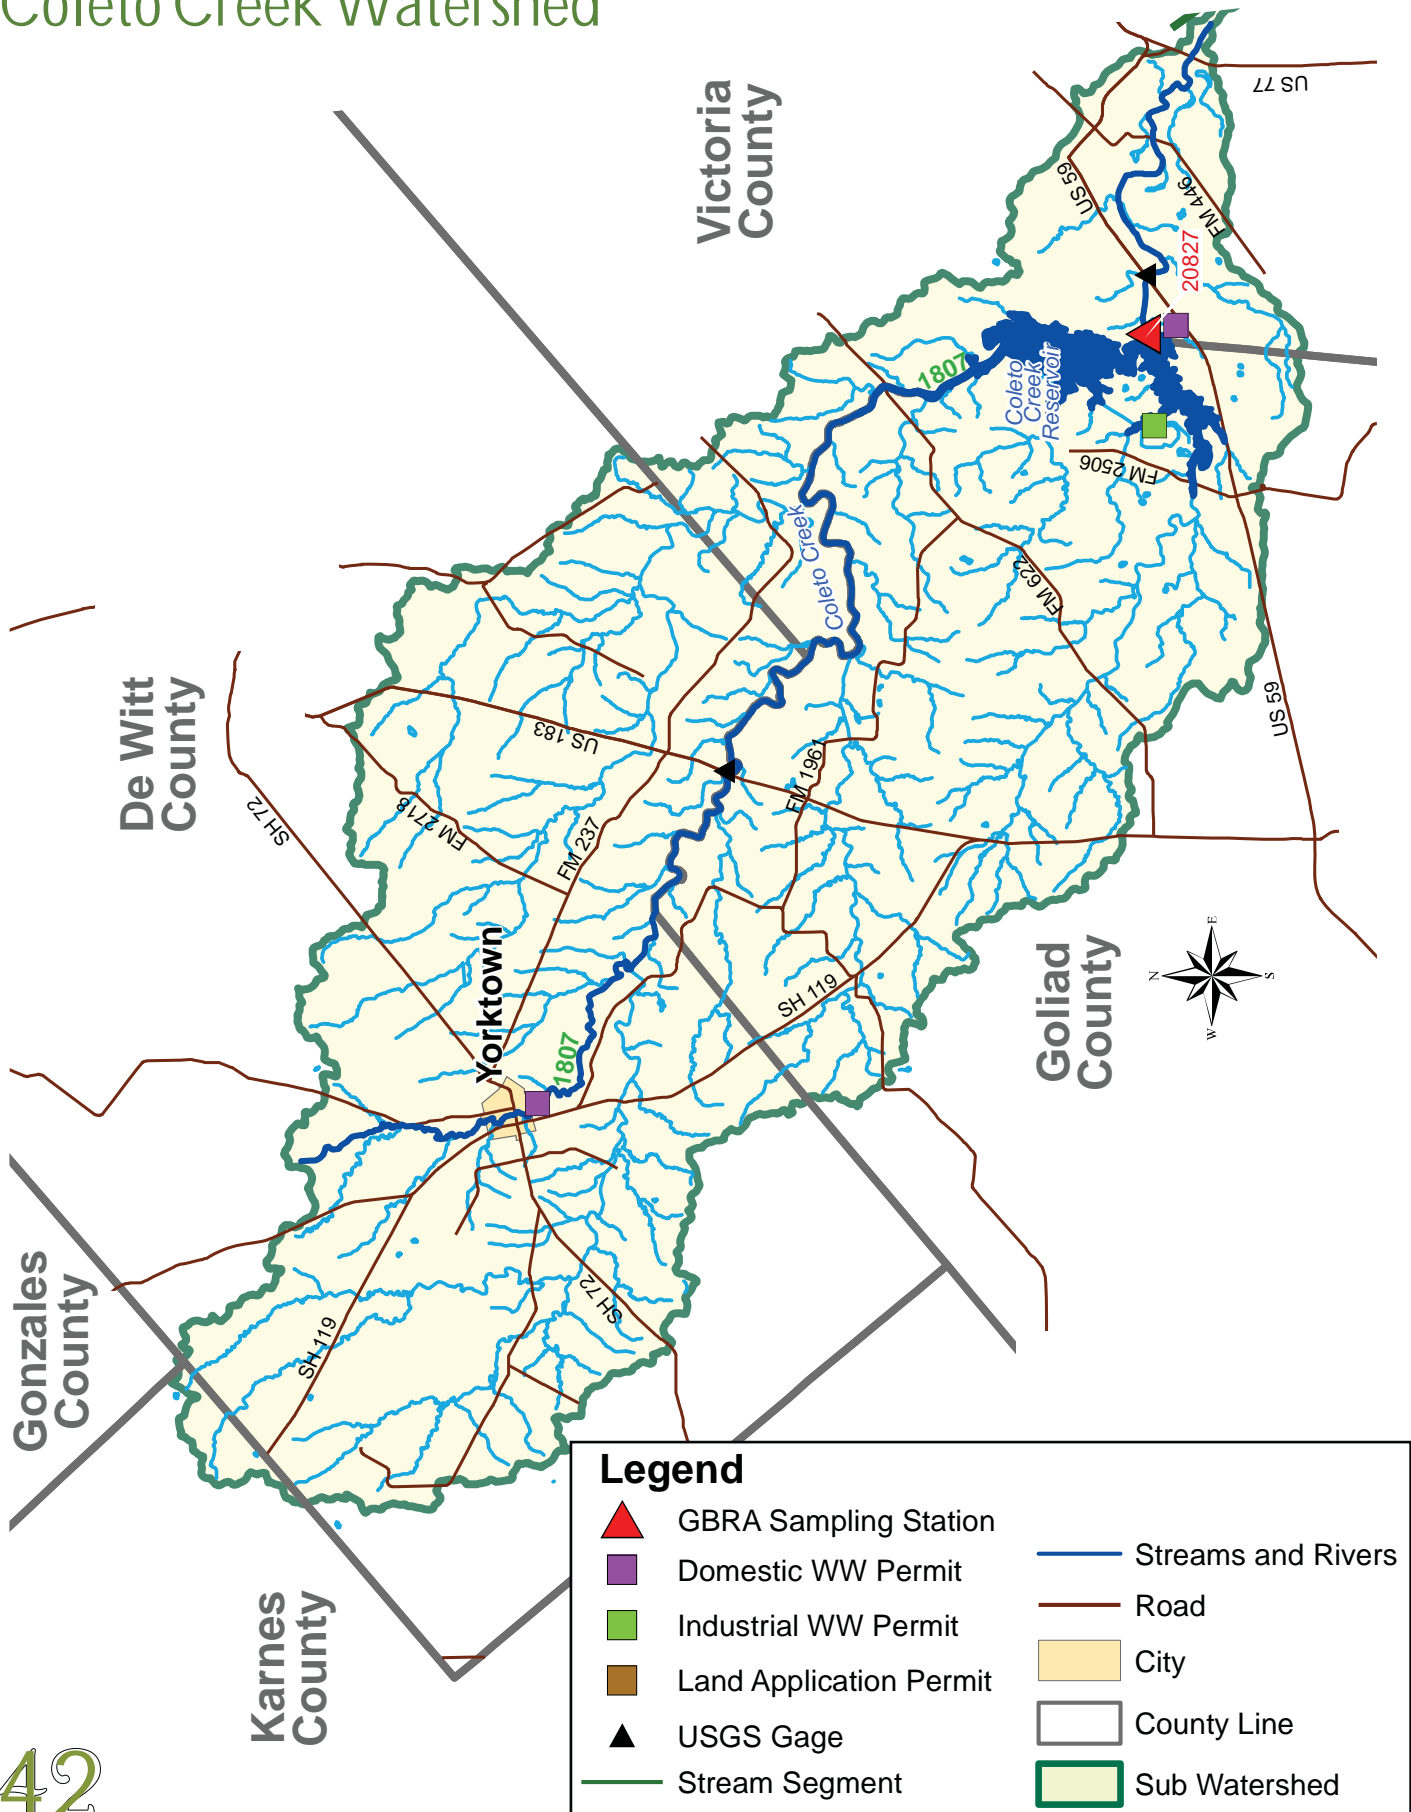 Coleto Creek Watershed
Victoria
County
US 77
US 59
FM 446
20827
1807
Coleto
Creek
Reservoir
FM 2506
Coleto Creek
FM 622
De Witt
County
US 183
FM 1961
US 59
SH 72
FM 2718
FM 237
Yorktown
1807
SH 119
Goliad
County
E
N
S
W
Gonzales
County
SH 119
SH 72
Karnes
County
Legend
GBRA Sampling Station
Domestic WW Permit
Industrial WW Permit
Land Application Permit
USGS Gage
Stream Segment
Streams and Rivers
Road
City
County Line
Sub Watershed
42